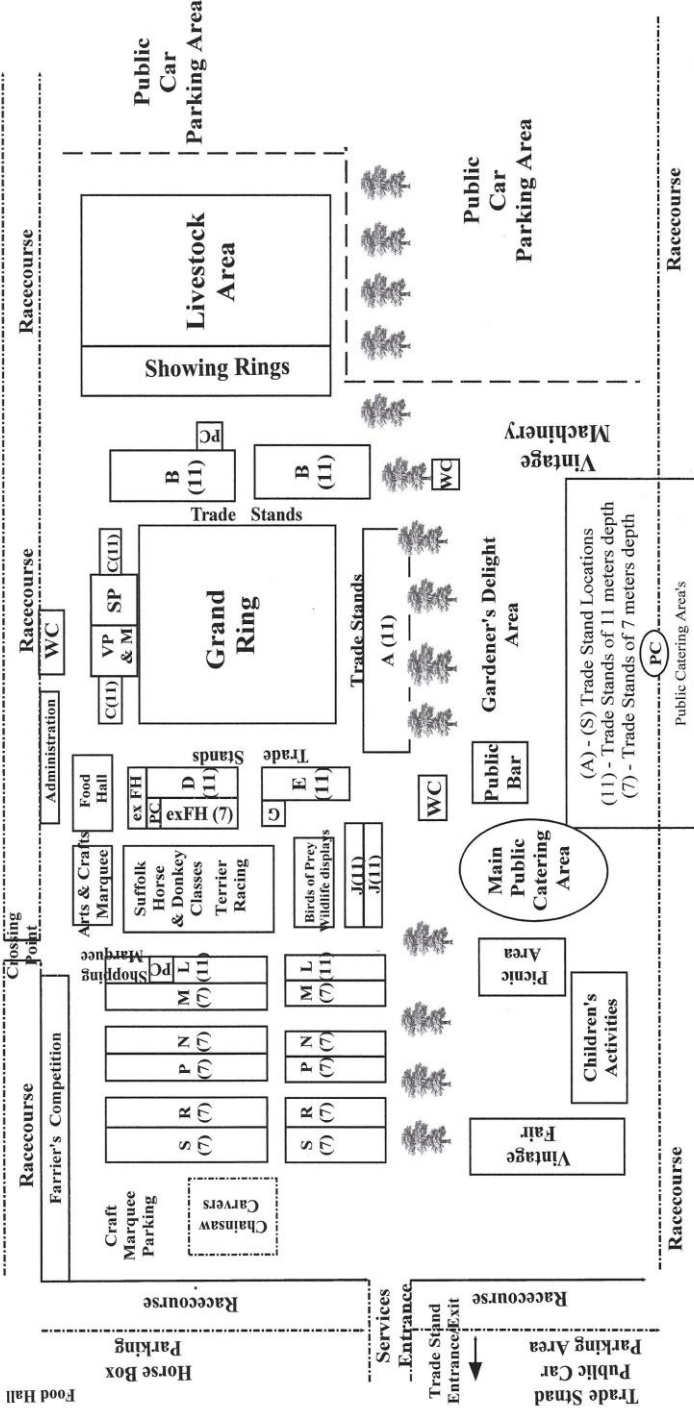 Public
Car
Parking Area
Racecourse
Livestock
Area
Showing Rings
Public
Car
Parking Area
Racecourse
PC
B
(11)
B
(11)
Trade Stands
WC
Vintage
Machinery
Racecourse
WC
C(11)
SP
VP
& M
C(11)
Grand
Ring
Trade Stands
A (11)
Gardener's Delight
Area
(A) - (S) Trade Stand Locations
(11) - Trade Stands of 11 meters depth
(7) - Trade Stands of 7 meters depth
PC
Public Catering Area's
Administration
Food
Hall
ex FH
PC
exFH (7)
D
(11)
Trade
Stands
G
E
(11)
WC
Public
Bar
Arts & Crafts
Marquee
Suffolk
Horse
& Donkey
Classes
Terrier
Racing
Birds of Prey
Wildlife displays
J(11)
J(11)
Main
Public
Catering
Area
Crossing
Point
Shopping
Marquee
PC
L
(11)
M
(7)
L
(11)
M
(7)
Picnic
Area
N
(7)
P
(7)
N
(7)
P
(7)
Children's
Activities
R
(7)
S
(7)
R
(7)
S
(7)
Vintage
Fair
Racecourse
Farrier's Competition
Craft
Marquee
Parking
Chainsaw
Carvers
Racecourse
Racecourse
Services
Entrance
Racecourse
Horse Box
Parking
Food Hall
Trade Stand
Entrance/Exit
Trade Stnad
Public Car
Parking Area